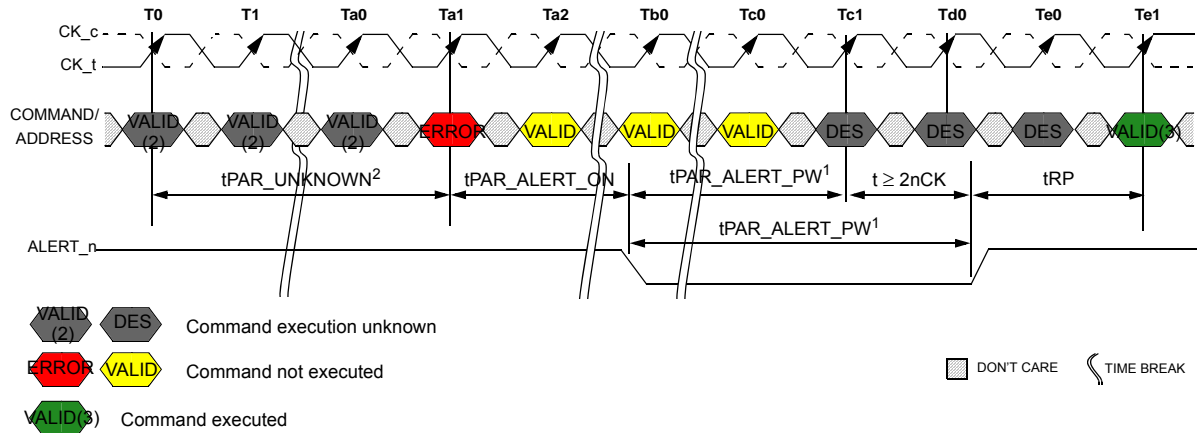 T0 T1 Ta0 Ta1 Ta2 Tb0 Tc0 Tc1 Td0 Te0 Te1
CK_c
CK_t
COMMAND/
ADDRESS
VALID (2) VALID (2) VALID (2) ERROR VALID VALID VALID DES DES DES VALID(3)
tPAR_UNKNOWN² tPAR_ALERT_ON tPAR_ALERT_PW¹ t ≥ 2nCK tRP
tPAR_ALERT_PW¹
ALERT_n
VALID (2) DES Command execution unknown
ERROR VALID Command not executed
DON'T CARE TIME BREAK
VALID(3) Command executed